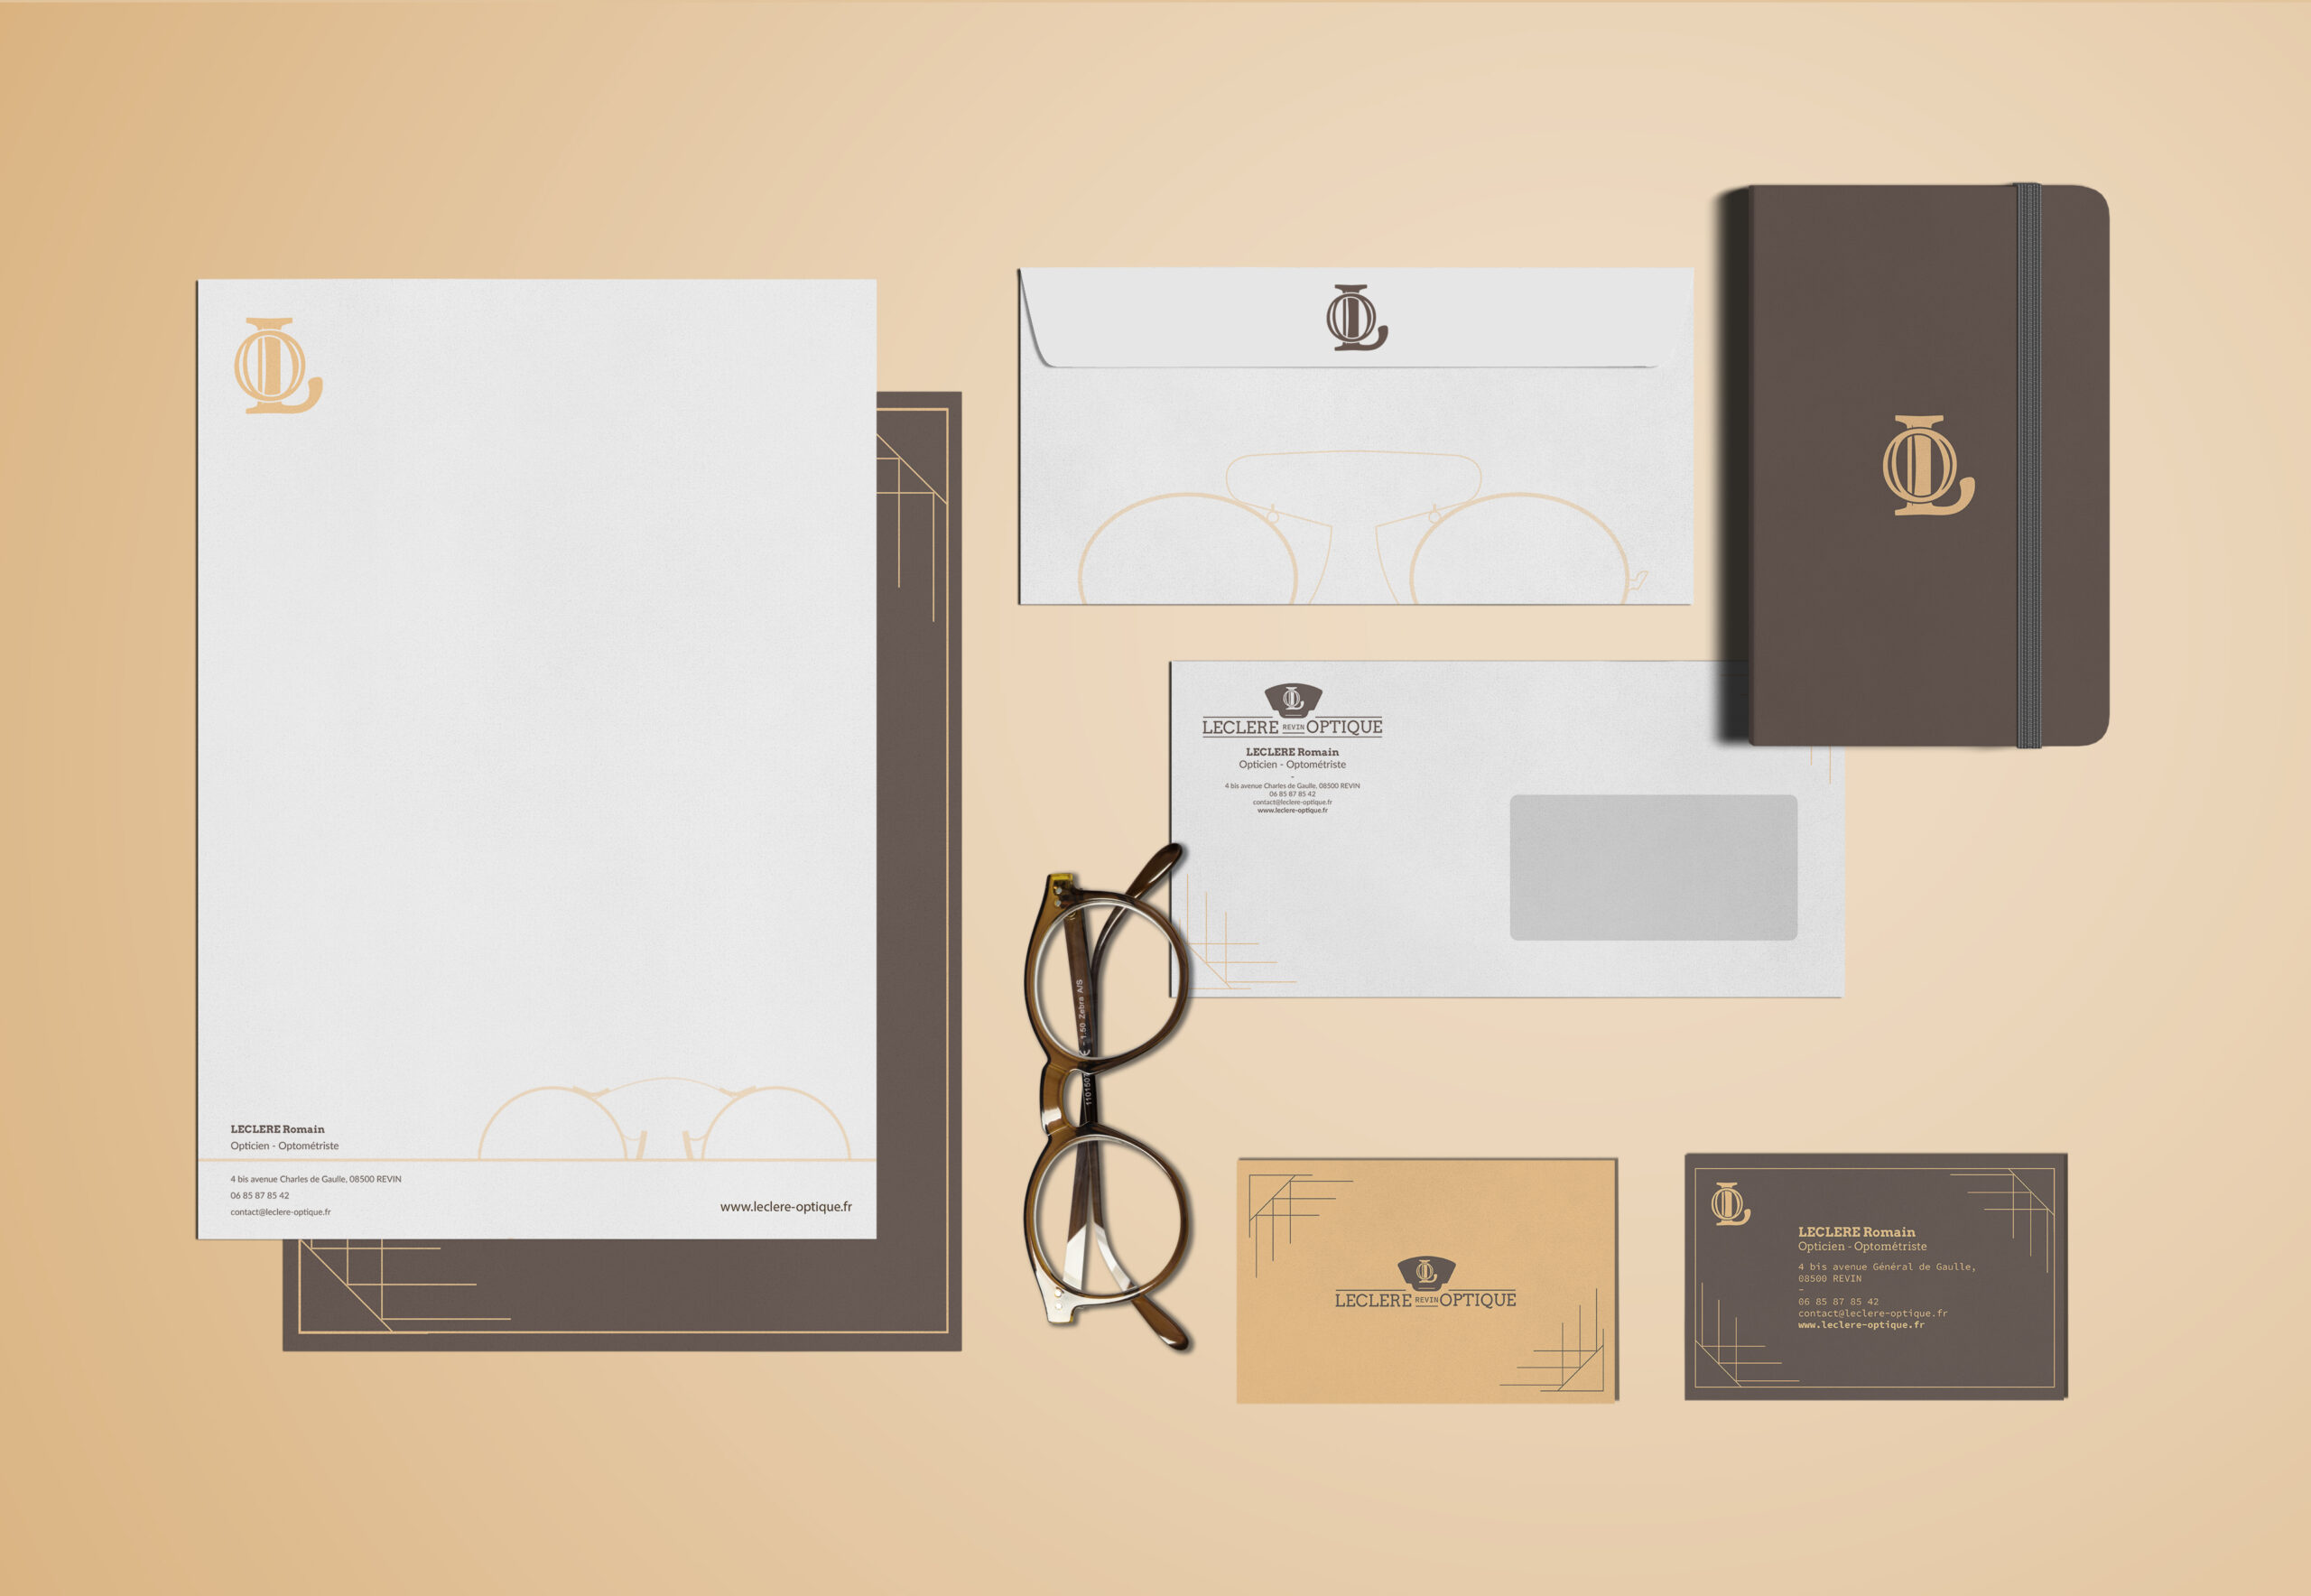 LECLERE Romain
Opticien - Optométriste
4 bis avenue Charles de Gaulle, 08500 REVIN
06 85 87 85 42
contact@leclere-optique.fr
www.leclere-optique.fr
LECLERE REVIN OPTIQUE
LECLERE Romain
Opticien - Optométriste
-
4 bis avenue Charles de Gaulle, 08500 REVIN
06 85 87 85 42
contact@leclere-optique.fr
www.leclere-optique.fr
1.50 Zebra A/S
LECLERE REVIN OPTIQUE
LECLERE Romain
Opticien - Optométriste
4 bis avenue Général de Gaulle,
08500 REVIN
-
06 85 87 85 42
contact@leclere-optique.fr
www.leclere-optique.fr